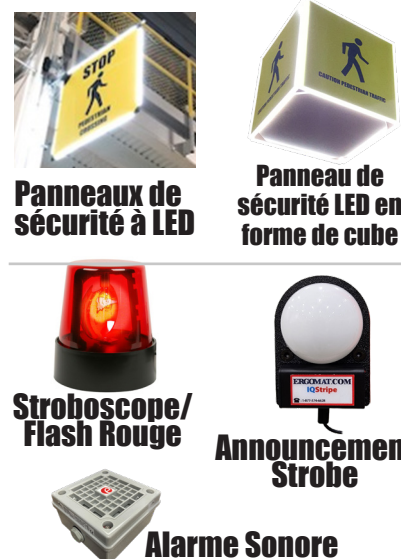 STOP
PEDESTRIAN
CROSSING
CAUTION PEDESTRIAN TRAFFIC
Panneaux de
sécurité à LED
Panneau de
sécurité LED en
forme de cube
ERGOMAT.COM
IQStripe
Stroboscope/
Flash Rouge
Announcemen
Strobe
Alarme Sonore